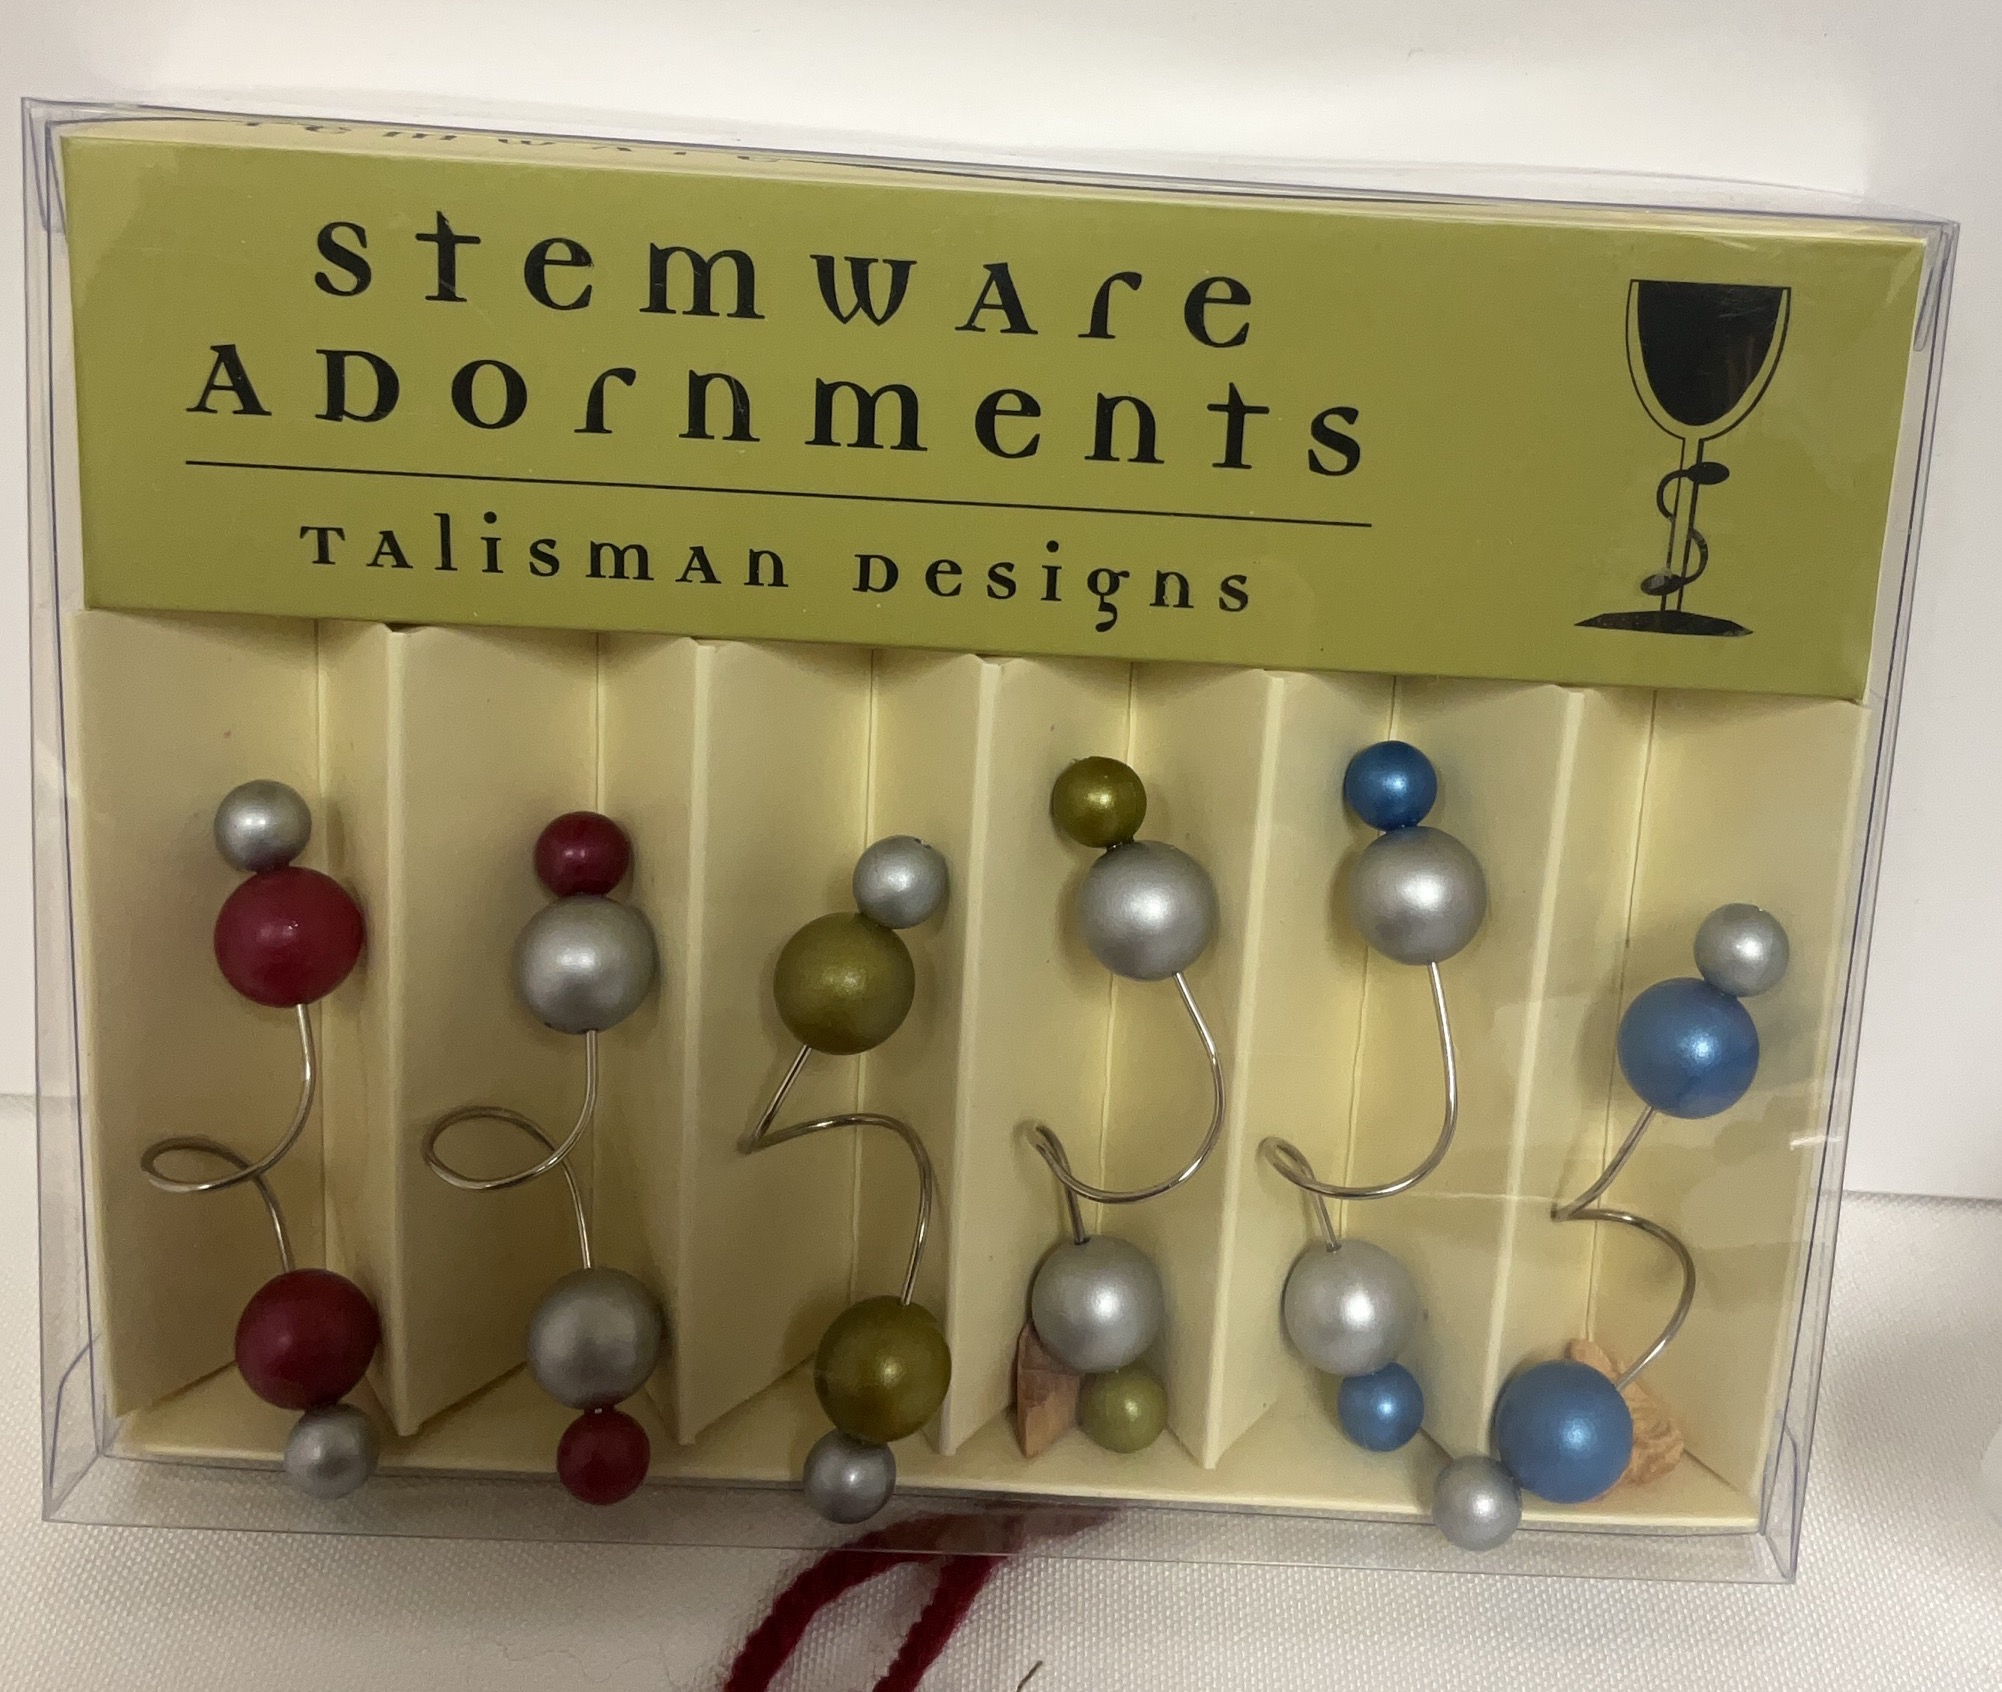 stemwAre
ADornments
TAlismAn Designs